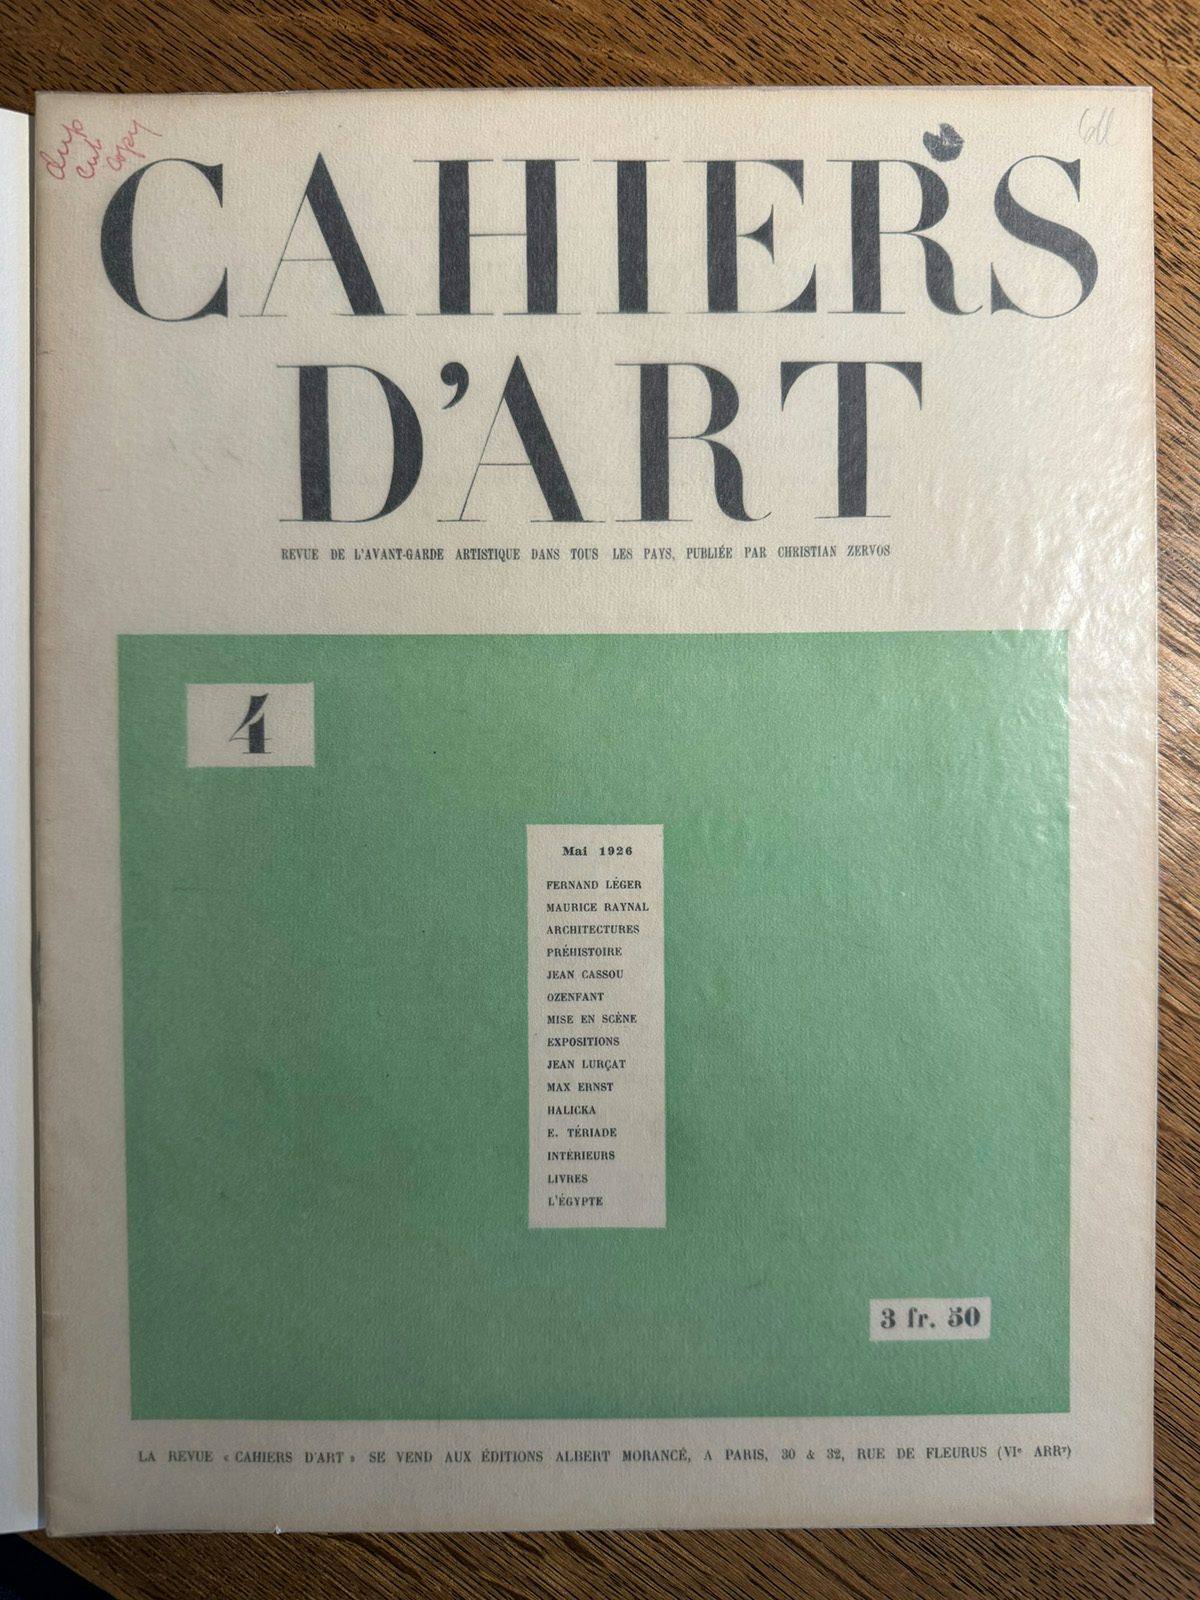 dup
cut
copy
CAHIERS
D'ART
REVUE DE L'AVANT-GARDE ARTISTIQUE DANS TOUS LES PAYS, PUBLIÉE PAR CHRISTIAN ZERVOS
4
Mai 1926
FERNAND LÉGER
MAURICE RAYNAL
ARCHITECTURES
PRÉHISTOIRE
JEAN CASSOU
OZENFANT
MISE EN SCÈNE
EXPOSITIONS
JEAN LURÇAT
MAX ERNST
HALICKA
E. TÉRIADE
INTÉRIEURS
LIVRES
L'ÉGYPTE
3 fr. 50
LA REVUE « CAHIERS D'ART » SE VEND AUX ÉDITIONS ALBERT MORANCÉ, A PARIS, 30 & 32, RUE DE FLEURUS (VIe ARRt)